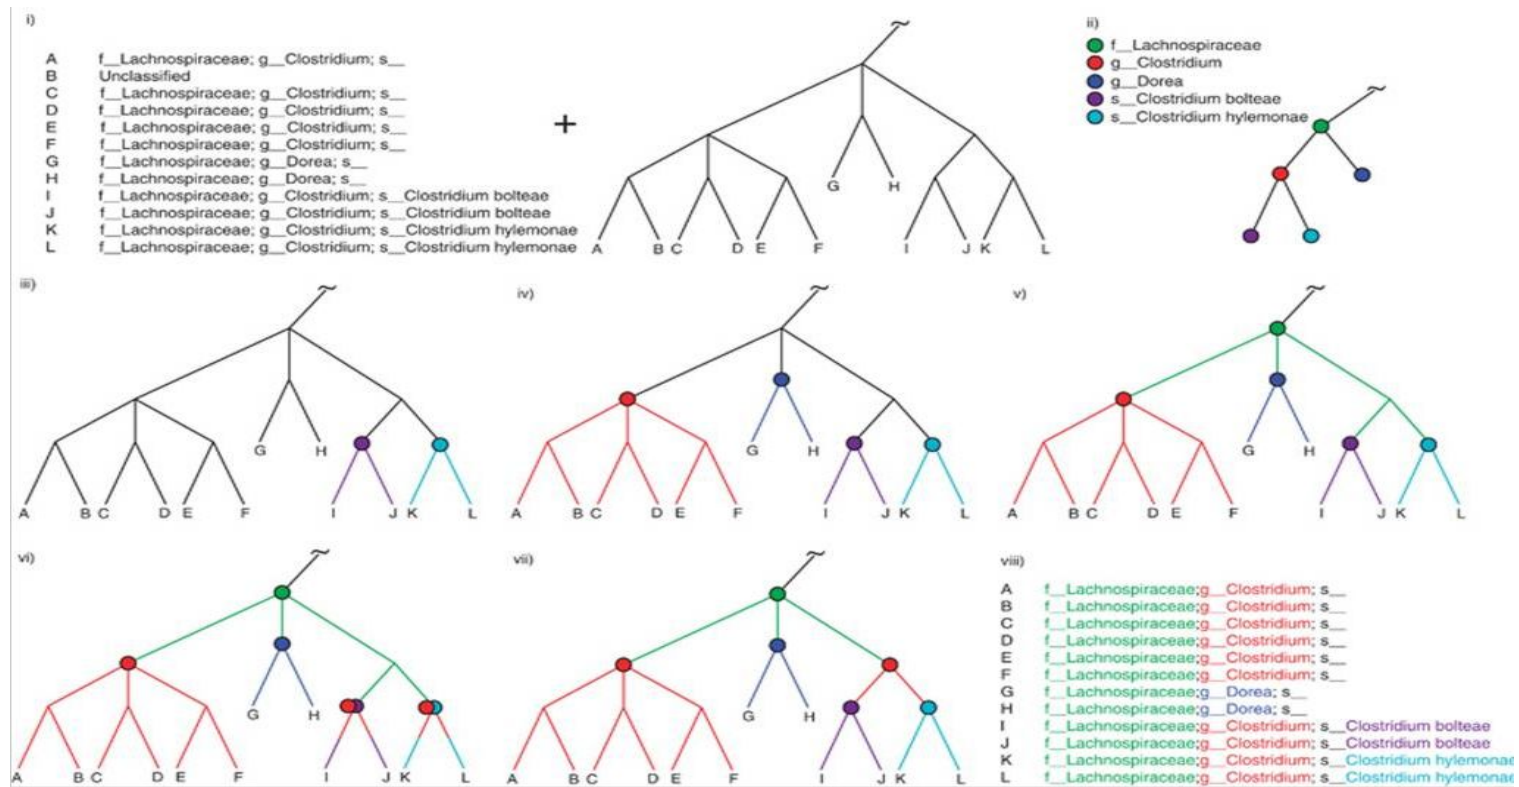 i)
A f__Lachnospiraceae; g__Clostridium; s__
B Unclassified
C f__Lachnospiraceae; g__Clostridium; s__
D f__Lachnospiraceae; g__Clostridium; s__
E f__Lachnospiraceae; g__Clostridium; s__
F f__Lachnospiraceae; g__Clostridium; s__
G f__Lachnospiraceae; g__Dorea; s__
H f__Lachnospiraceae; g__Dorea; s__
I f__Lachnospiraceae; g__Clostridium; s__Clostridium bolteae
J f__Lachnospiraceae; g__Clostridium; s__Clostridium bolteae
K f__Lachnospiraceae; g__Clostridium; s__Clostridium hylemonae
L f__Lachnospiraceae; g__Clostridium; s__Clostridium hylemonae
+
~
G H
A B C D E F I J K L
ii)
f__Lachnospiraceae
g__Clostridium
g__Dorea
s__Clostridium bolteae
s__Clostridium hylemonae
~
iii)
~
G H
A B C D E F I J K L
iv)
~
G H
A B C D E F I J K L
v)
~
G H
A B C D E F I J K L
vi)
~
G H
A B C D E F I J K L
vii)
~
G H
A B C D E F I J K L
viii)
A f__Lachnospiraceae;g__Clostridium; s__
B f__Lachnospiraceae;g__Clostridium; s__
C f__Lachnospiraceae;g__Clostridium; s__
D f__Lachnospiraceae;g__Clostridium; s__
E f__Lachnospiraceae;g__Clostridium; s__
F f__Lachnospiraceae;g__Clostridium; s__
G f__Lachnospiraceae;g__Dorea; s__
H f__Lachnospiraceae;g__Dorea; s__
I f__Lachnospiraceae;g__Clostridium; s__Clostridium bolteae
J f__Lachnospiraceae;g__Clostridium; s__Clostridium bolteae
K f__Lachnospiraceae;g__Clostridium; s__Clostridium hylemonae
L f__Lachnospiraceae;g__Clostridium; s__Clostridium hylemonae